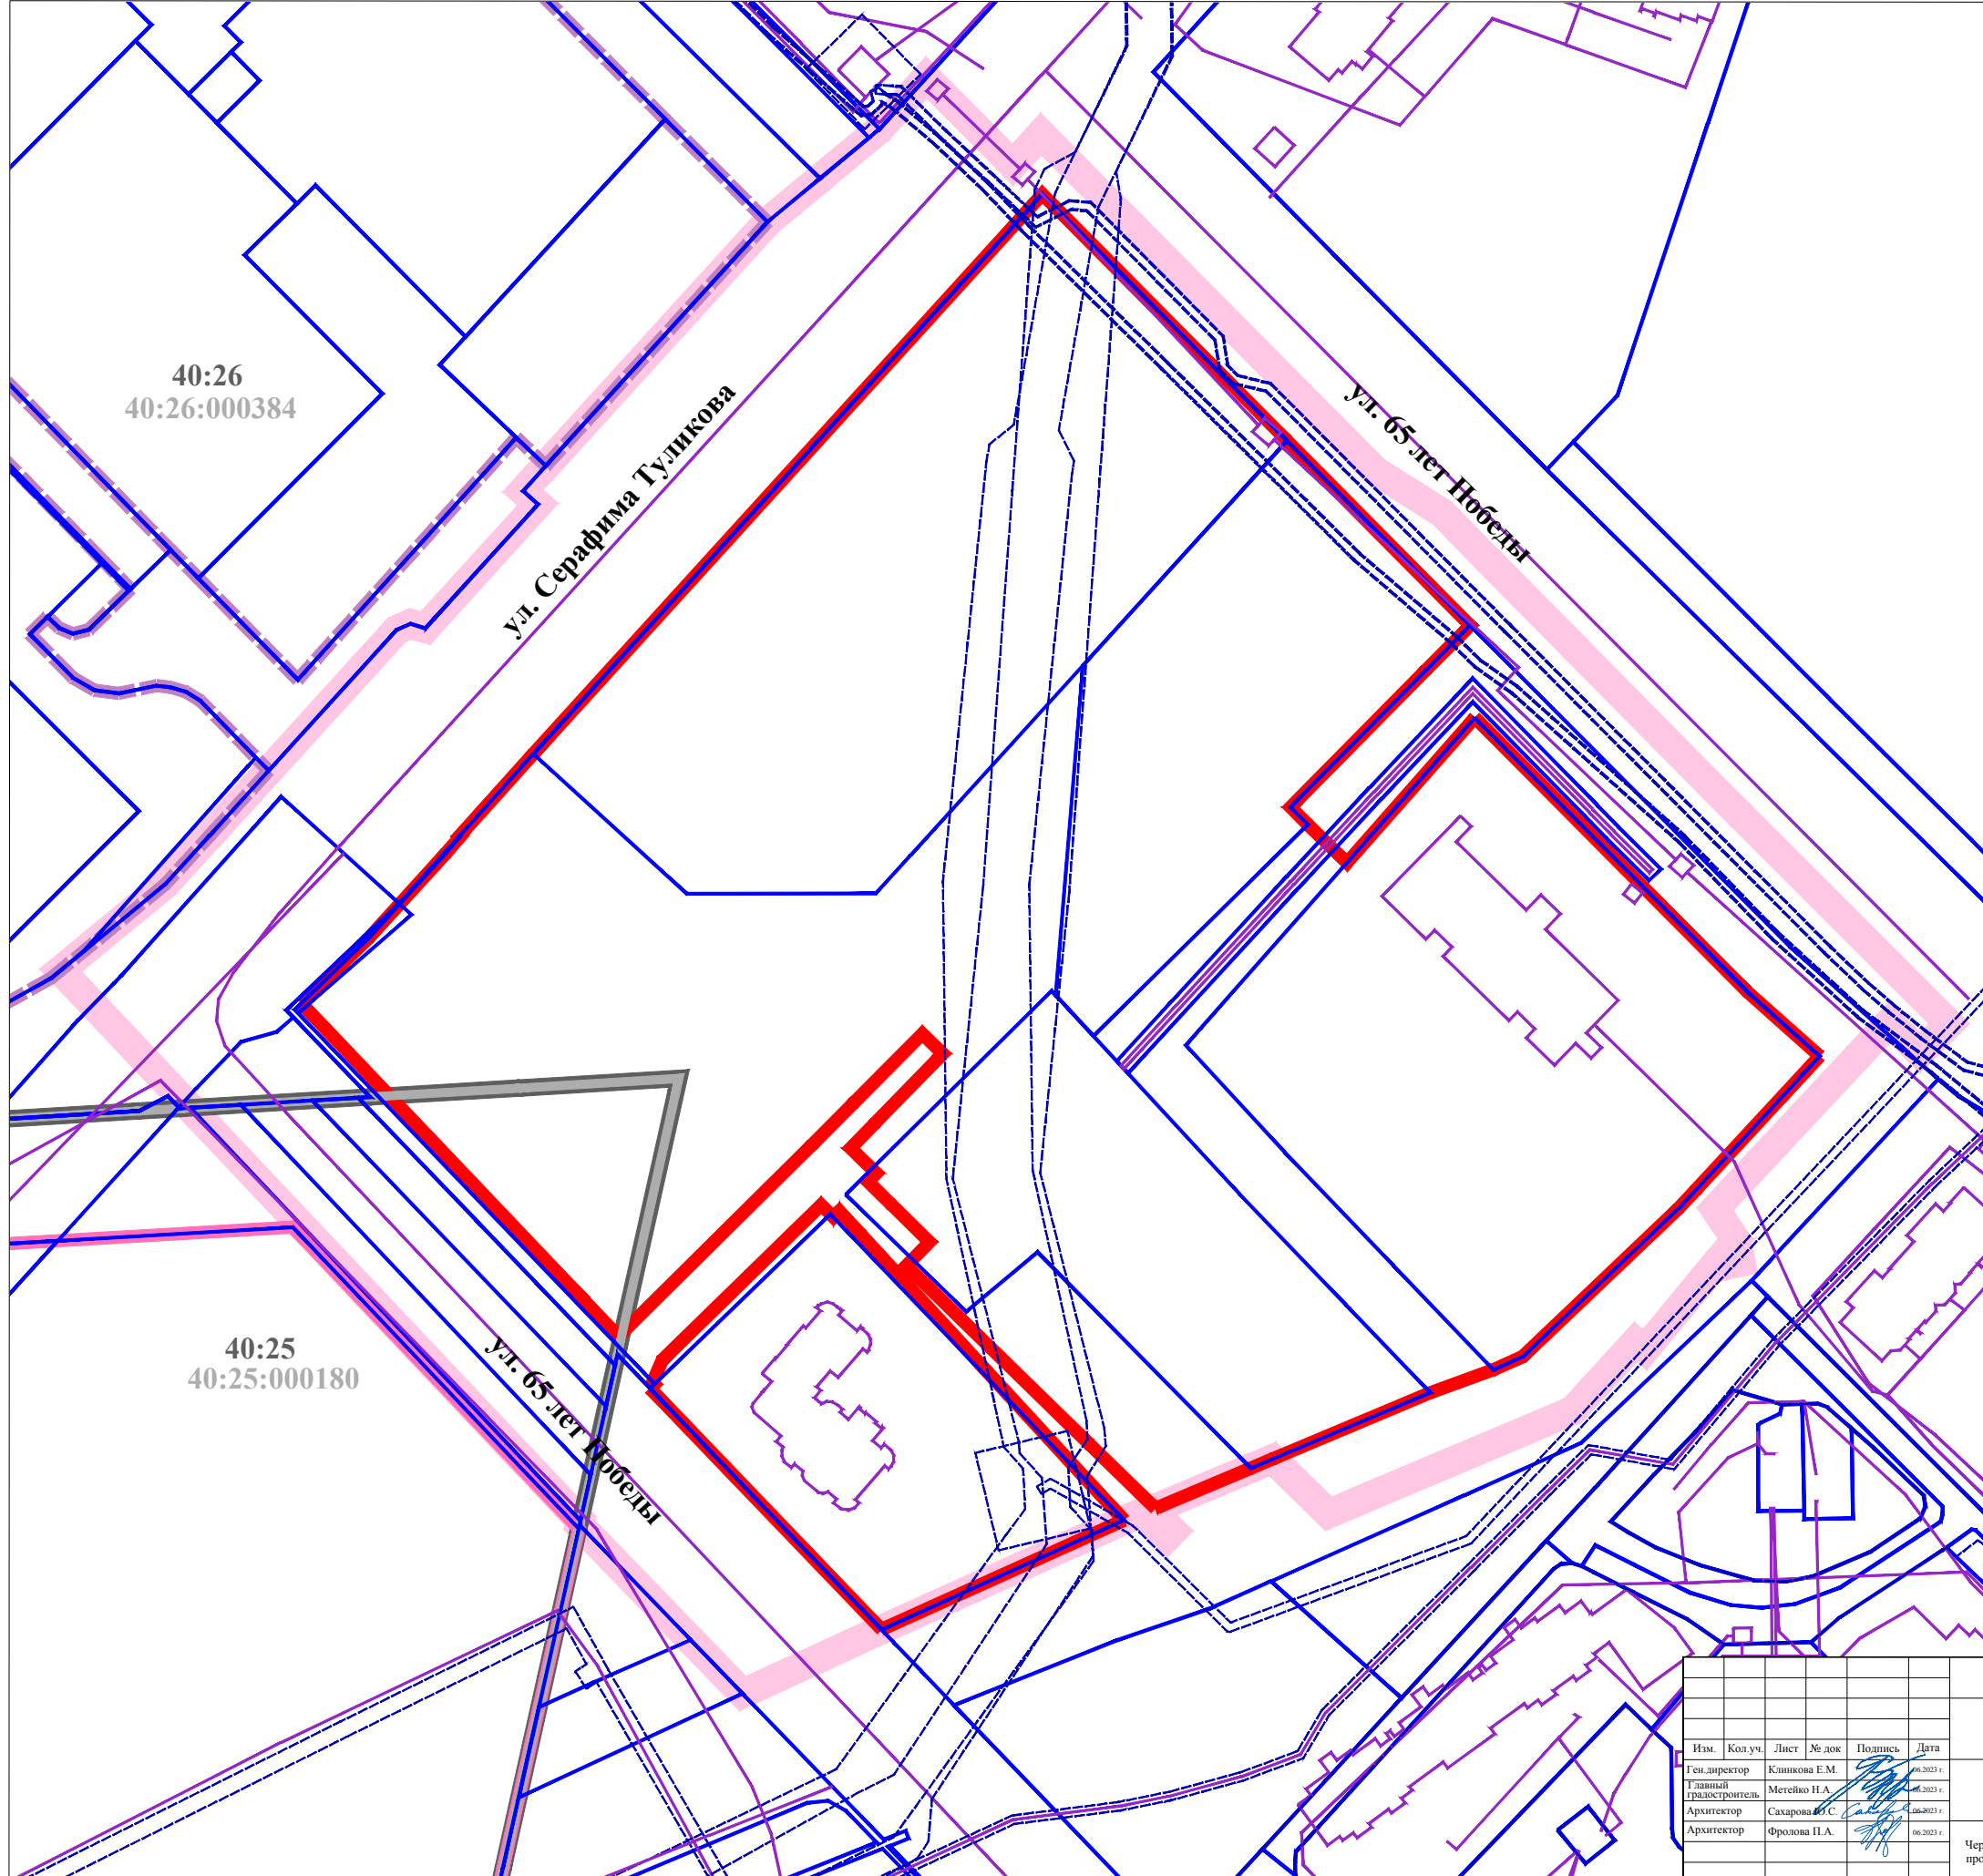 40:26
40:26:000384
ул. Серафима Туликова
ул. 65 лет Победы
40:25
40:25:000180
ул. 65 лет Победы
Изм. Кол.уч. Лист № док Подпись Дата
Ген.директор Клинкова Е.М. 06.2023 г.
Главный градостроитель Метейко Н.А. 06.2023 г.
Архитектор Сахарова Ю.С. 06.2023 г.
Архитектор Фролова П.А. 06.2023 г.
Чер
про